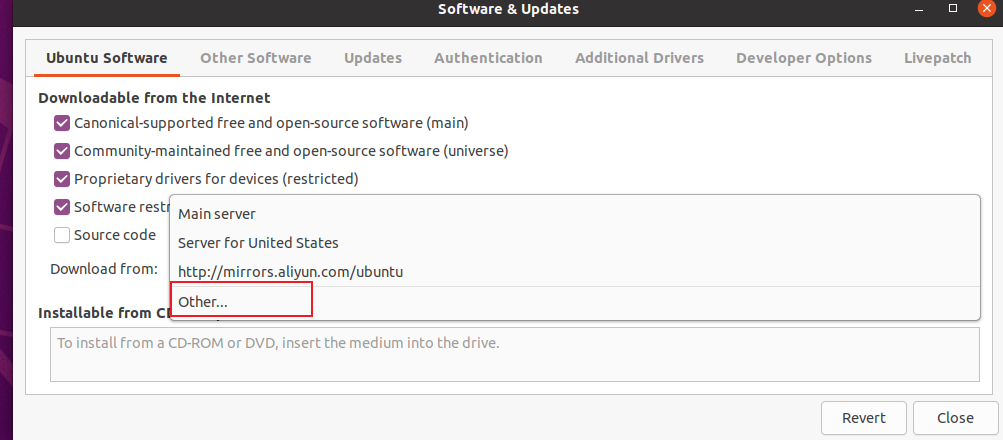 Software & Updates
Ubuntu Software Other Software Updates Authentication Additional Drivers Developer Options Livepatch
Downloadable from the Internet
Canonical-supported free and open-source software (main)
Community-maintained free and open-source software (universe)
Proprietary drivers for devices (restricted)
Software
Main server
Source code
Server for United States
Download from:
http://mirrors.aliyun.com/ubuntu
Other...
Installable from
To install from a CD-ROM or DVD, insert the medium into the drive.
Revert Close